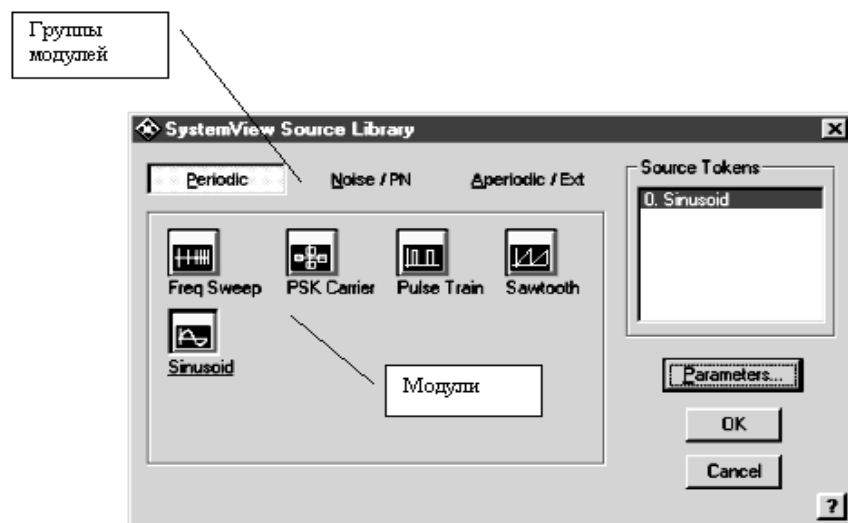 Группы
модулей
SystemView Source Library
Periodic Noise / PN Aperiodic / Ext
Source Tokens
0. Sinusoid
Freq Sweep PSK Carrier Pulse Train Sawtooth
Sinusoid
Модули
Parameters...
OK
Cancel
?